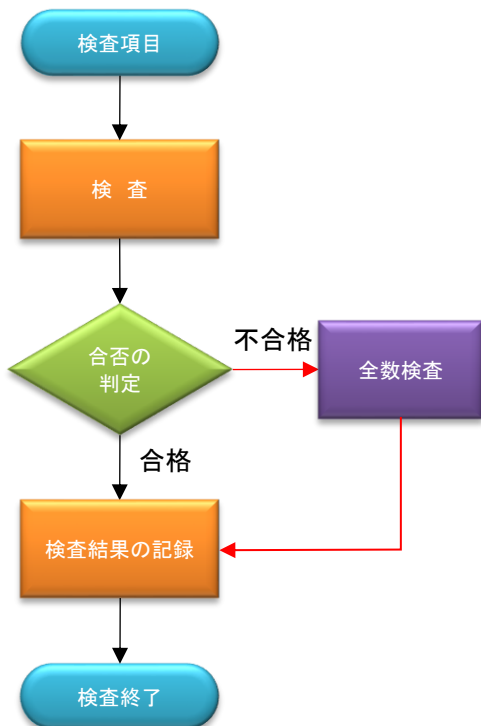 検査項目
検 査
合否の
判定
不合格
全数検査
合格
検査結果の記録
検査終了